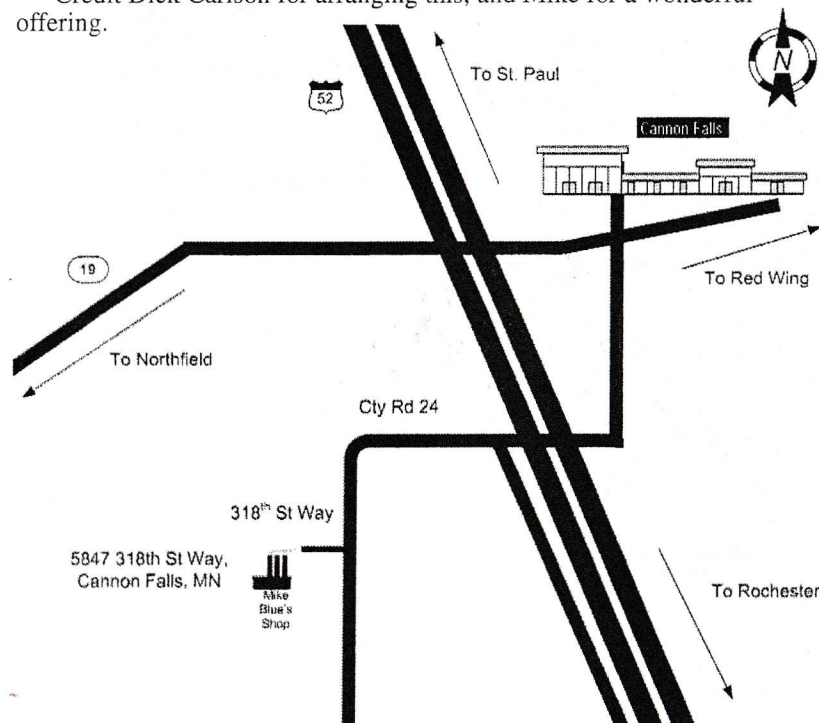 Credit Dick Carlson for arranging this, and Mike for a wonderful
offering.
52
To St. Paul
N
Cannon Falls
19
To Red Wing
To Northfield
Cty Rd 24
318th St Way
5847 318th St Way,
Cannon Falls, MN
Mike
Blue's
Shop
To Rochester